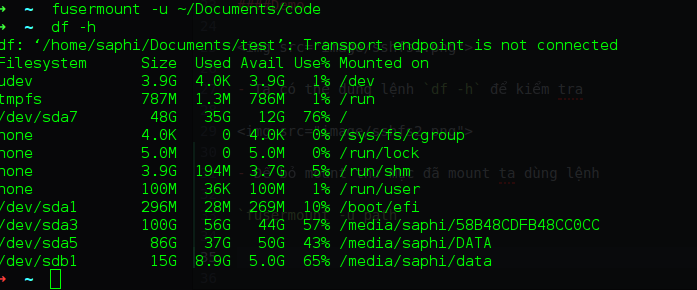 ➜  ~  fusermount -u ~/Documents/code
➜  ~  df -h
df: ‘/home/saphi/Documents/test’: Transport endpoint is not connected
Filesystem      Size  Used Avail Use% Mounted on
udev            3.9G  4.0K  3.9G   1% /dev
tmpfs           787M  1.3M  786M   1% /run
/dev/sda7        48G   35G   12G  76% /
none            4.0K     0  4.0K   0% /sys/fs/cgroup
none            5.0M     0  5.0M   0% /run/lock
none            3.9G  194M  3.7G   5% /run/shm
none            100M   36K  100M   1% /run/user
/dev/sda1       296M   28M  269M  10% /boot/efi
/dev/sda3       100G   56G   44G  57% /media/saphi/58B48CDFB48CC0CC
/dev/sda5        86G   37G   50G  43% /media/saphi/DATA
/dev/sdb1        15G  8.9G  5.0G  65% /media/saphi/data
➜  ~